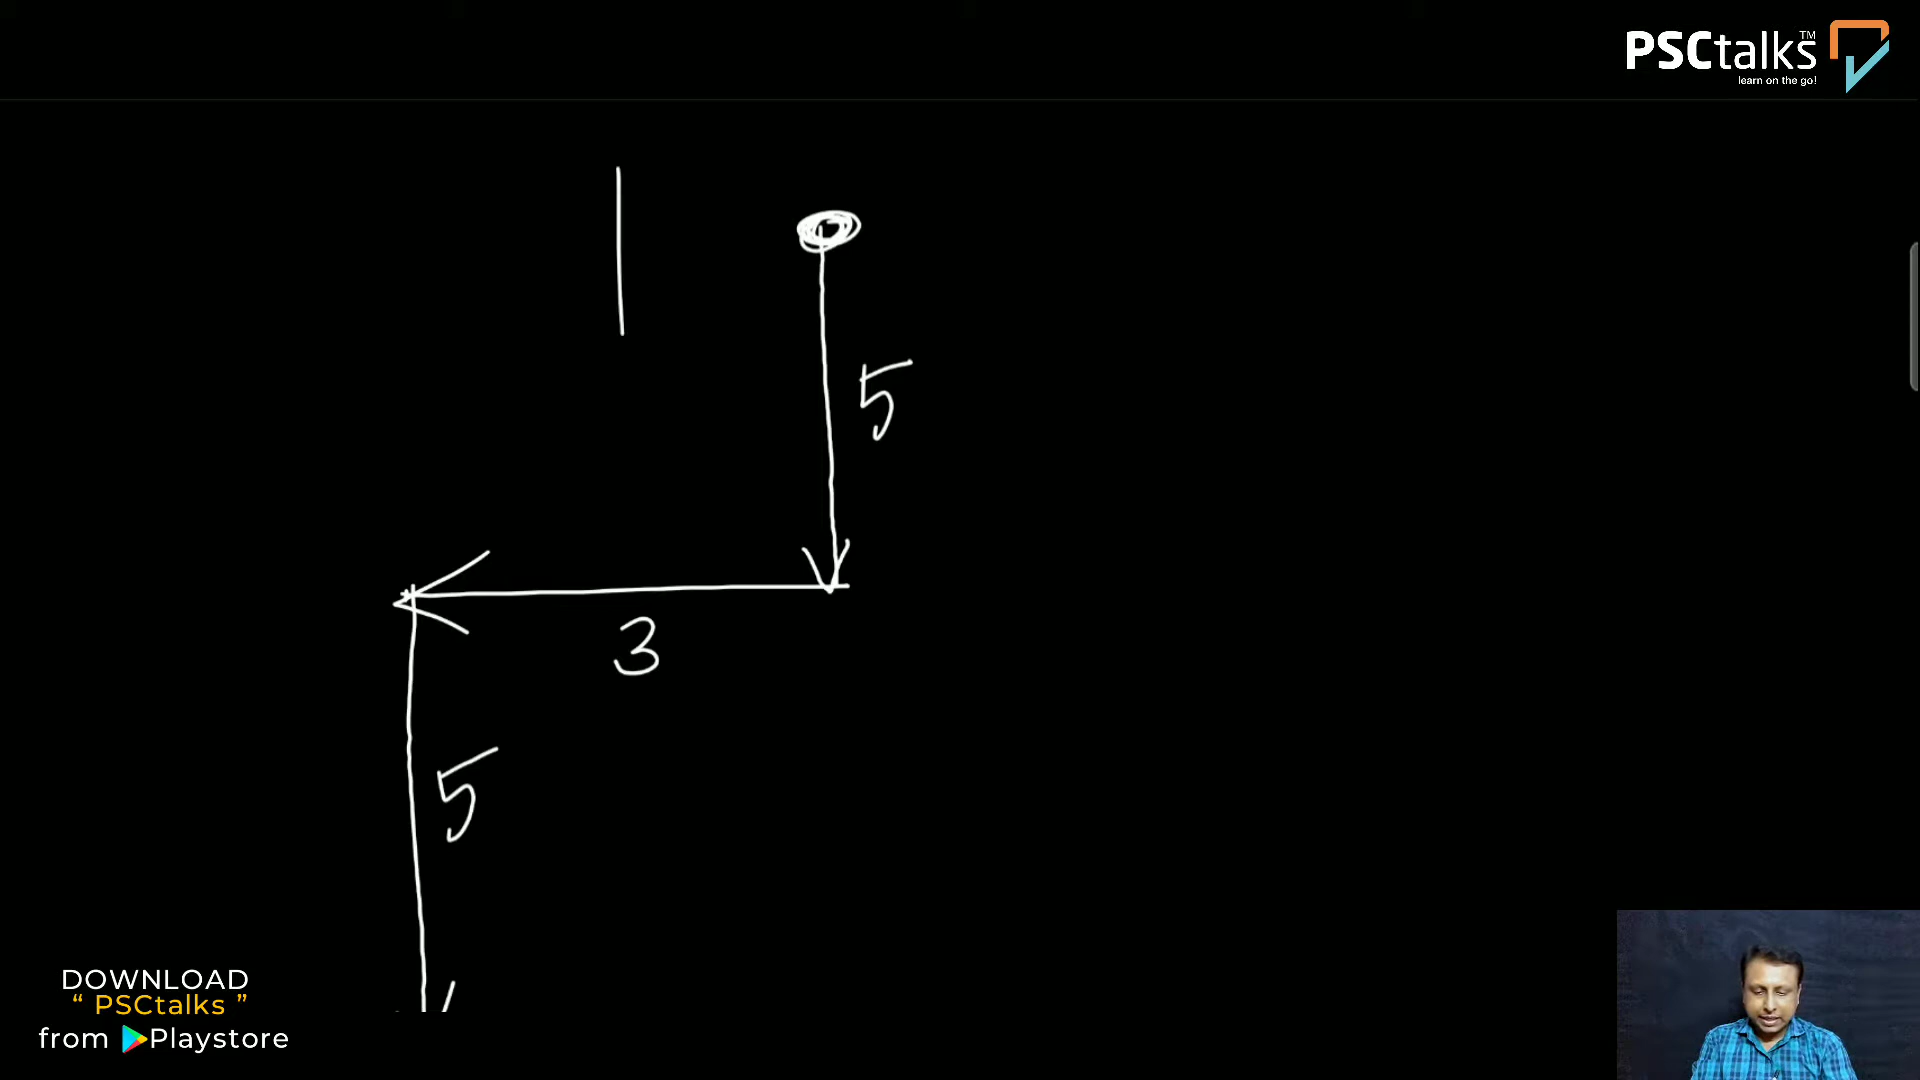 PSCtalks™
learn on the go!
5
3
5
DOWNLOAD
“ PSCtalks ”
from Playstore